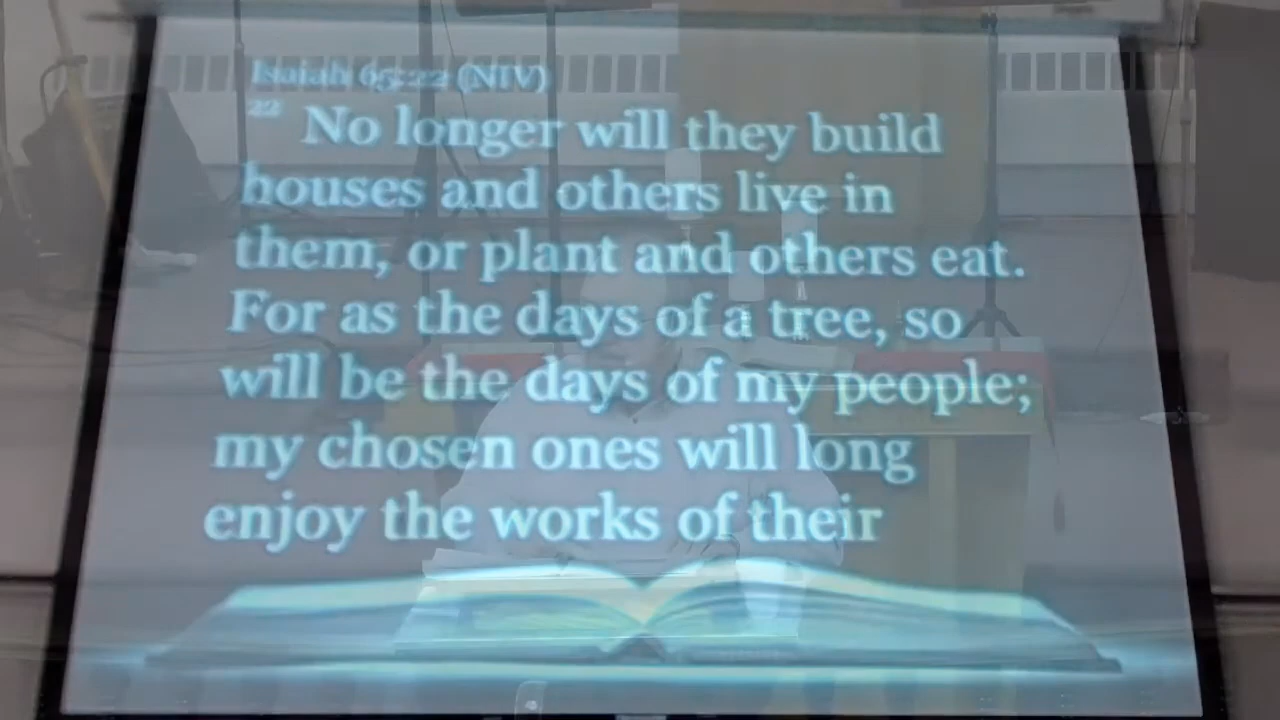 Isaiah 65:22 (NIV)
22 No longer will they build
houses and others live in
them, or plant and others eat.
For as the days of a tree, so
will be the days of my people;
my chosen ones will long
enjoy the works of their